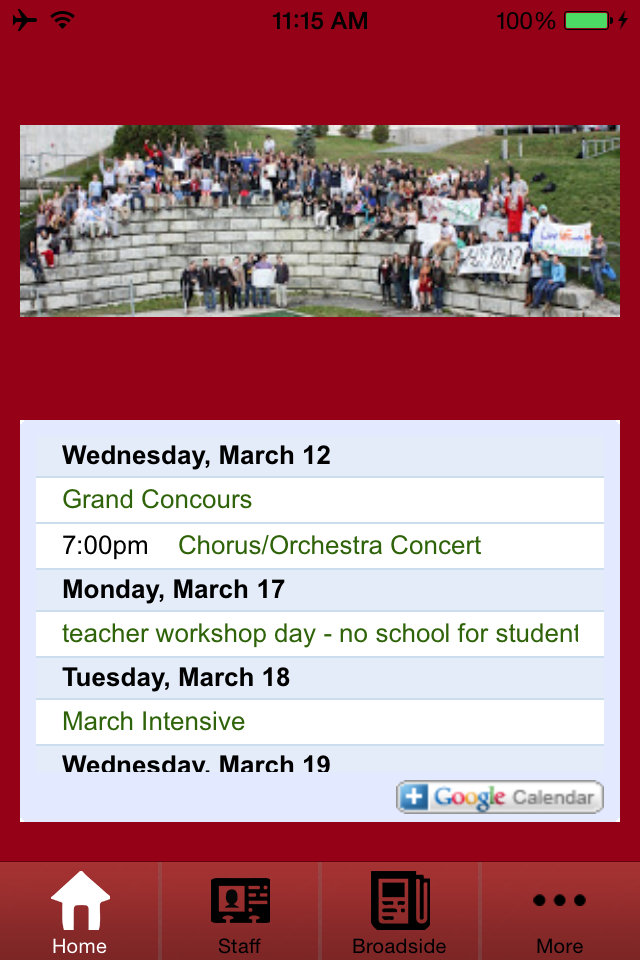 11:15 AM 100%
Wednesday, March 12
Grand Concours
7:00pm Chorus/Orchestra Concert
Monday, March 17
teacher workshop day - no school for student
Tuesday, March 18
March Intensive
Wednesday, March 19
Google Calendar
Home Staff Broadside More